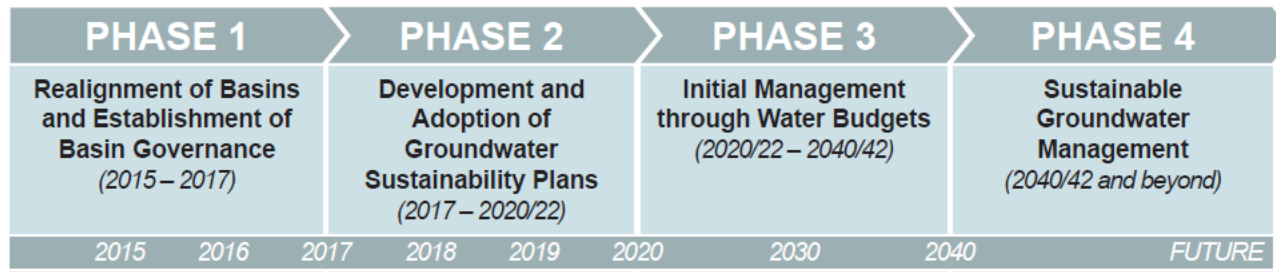 PHASE 1
PHASE 2
PHASE 3
PHASE 4
Realignment of Basins
and Establishment of
Basin Governance
(2015 – 2017)
Development and
Adoption of
Groundwater
Sustainability Plans
(2017 – 2020/22)
Initial Management
through Water Budgets
(2020/22 – 2040/42)
Sustainable
Groundwater
Management
(2040/42 and beyond)
2015 2016 2017 2018 2019 2020 2030 2040 FUTURE